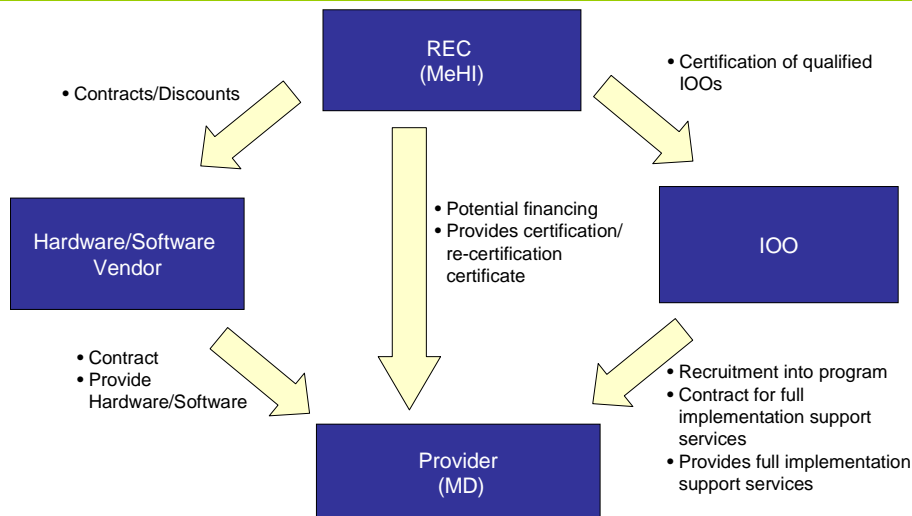 REC
(MeHI)
• Contracts/Discounts
• Certification of qualified
IOOs
Hardware/Software
Vendor
• Potential financing
• Provides certification/
re-certification
certificate
IOO
• Contract
• Provide
Hardware/Software
• Recruitment into program
• Contract for full
implementation support
services
• Provides full implementation
support services
Provider
(MD)